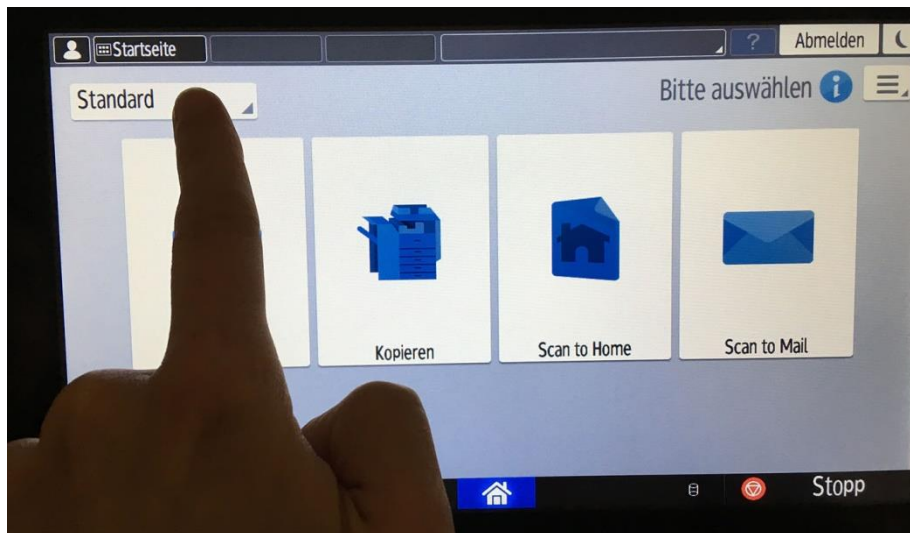 Startseite
? Abmelden
Standard
Bitte auswählen i
Kopieren
Scan to Home
Scan to Mail
Stopp